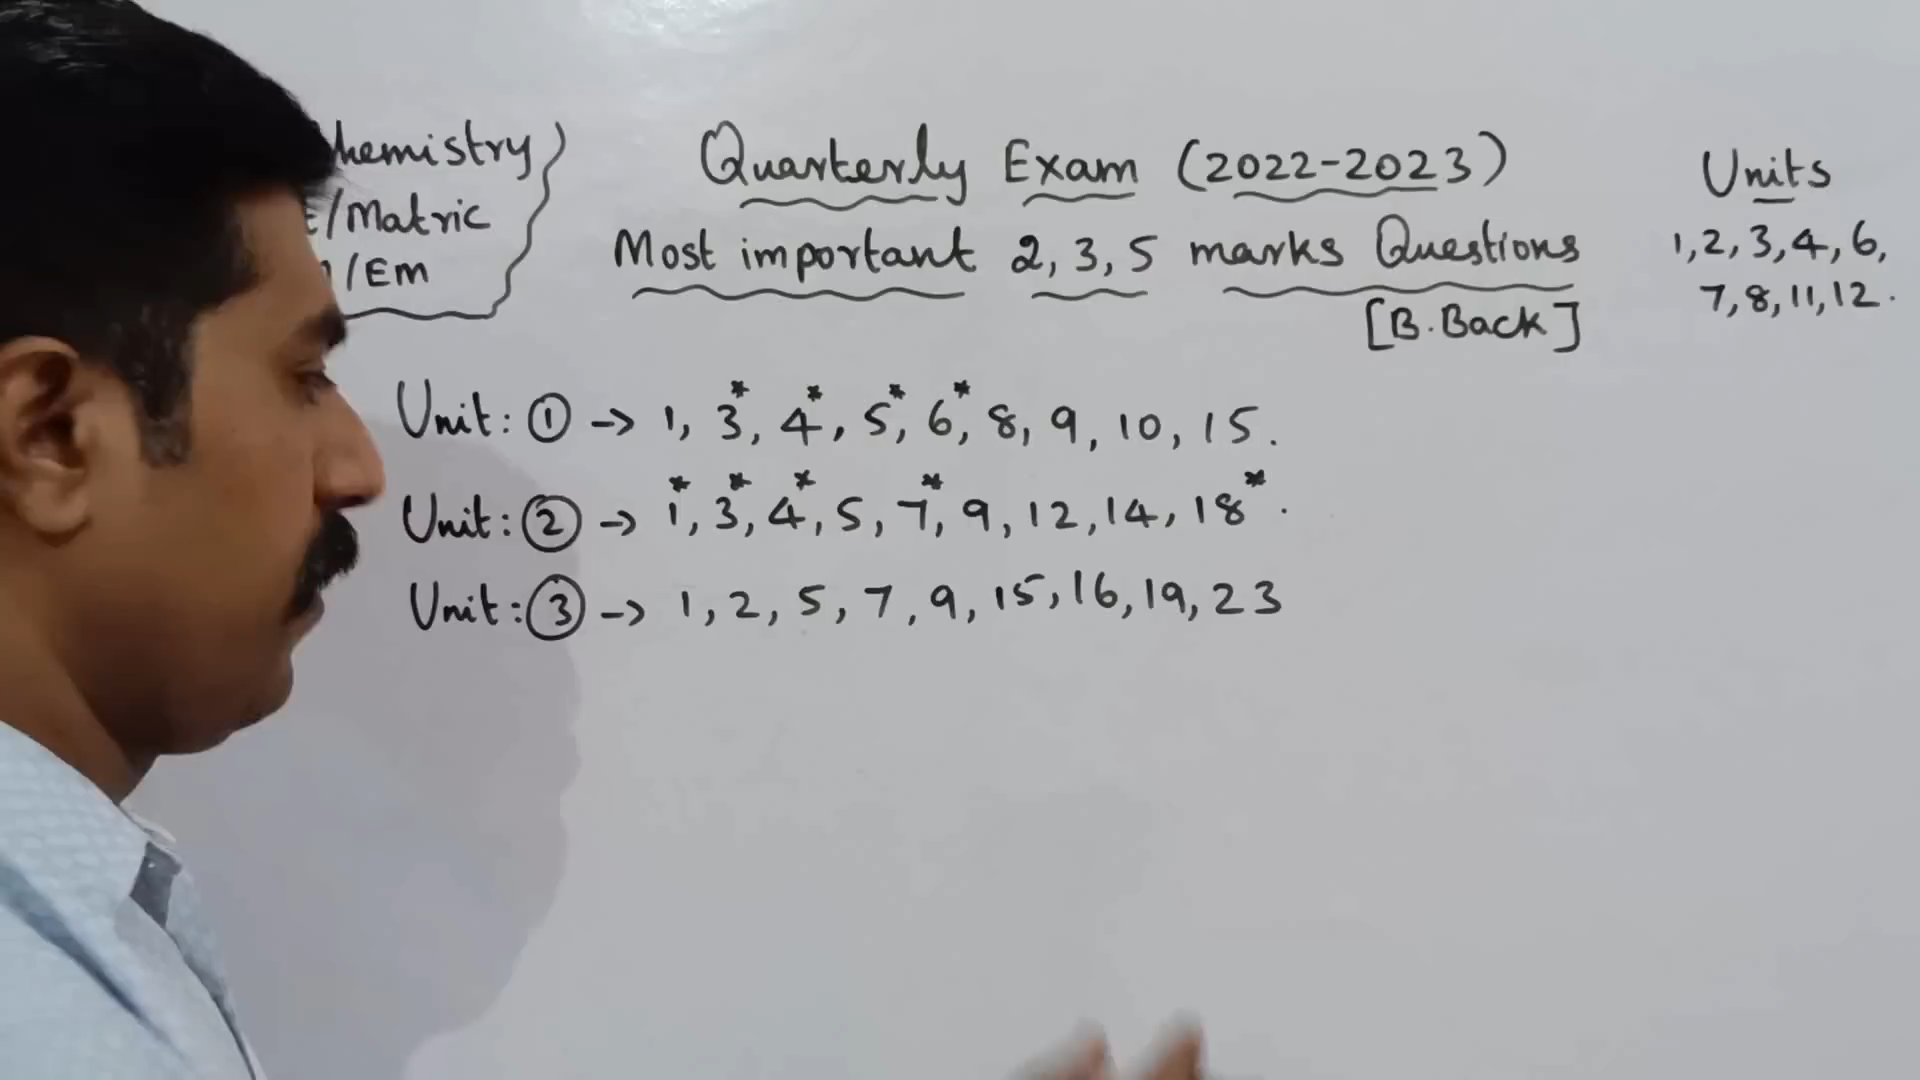 hemistry
/Matric
/Em
Quarterly Exam (2022-2023)
Most important 2, 3, 5 marks Questions
[B.Back]
Units
1,2,3,4,6,
7,8,11,12.
Unit: ① -> 1, 3*, 4*, 5*, 6*, 8, 9, 10, 15.
Unit: ② -> 1*, 3*, 4*, 5, 7*, 9, 12, 14, 18*.
Unit: ③ -> 1, 2, 5, 7, 9, 15, 16, 19, 23